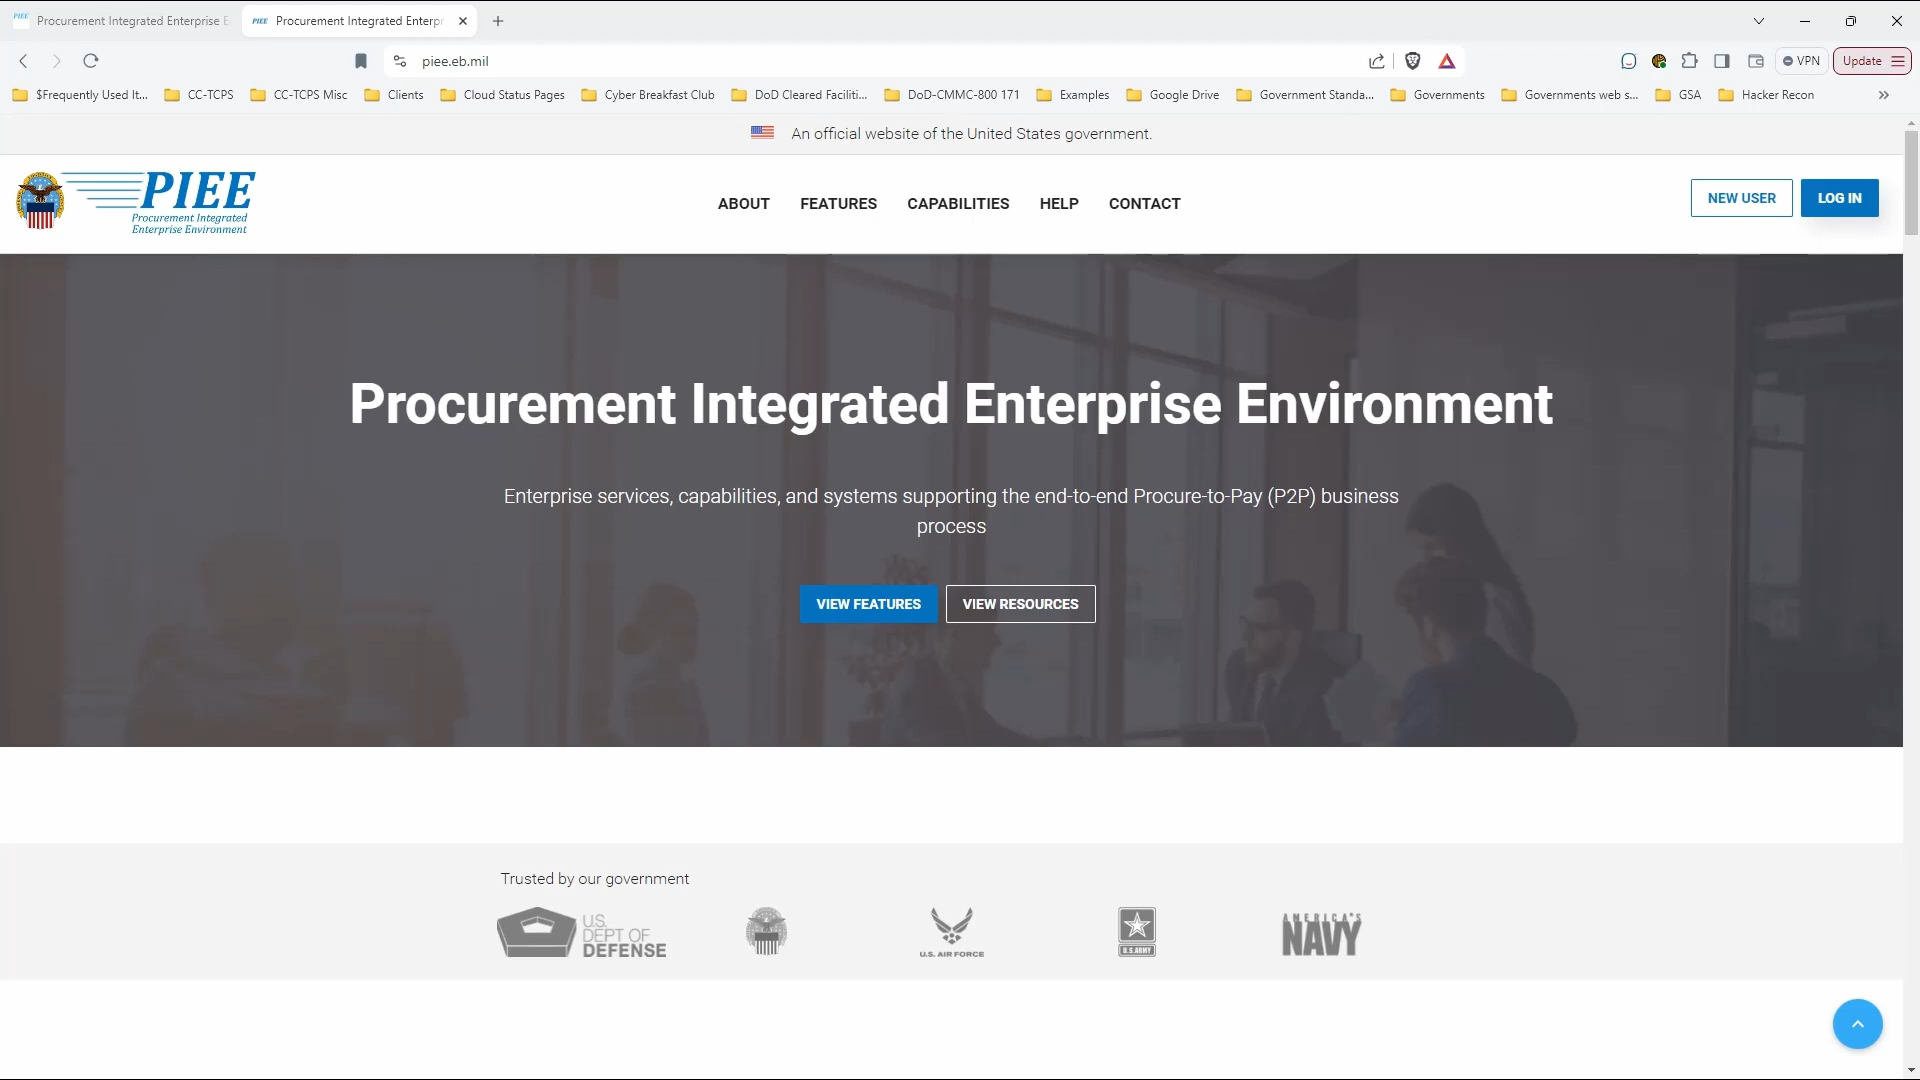 PIEE Procurement Integrated Enterprise E
PIEE Procurement Integrated Enterpr
piee.eb.mil
VPN
Update
$Frequently Used It...
CC-TCPS
CC-TCPS Misc
Clients
Cloud Status Pages
Cyber Breakfast Club
DoD Cleared Faciliti...
DoD-CMMC-800 171
Examples
Google Drive
Government Standa...
Governments
Governments web s...
GSA
Hacker Recon
An official website of the United States government.
PIEE
Procurement Integrated
Enterprise Environment
ABOUT
FEATURES
CAPABILITIES
HELP
CONTACT
NEW USER
LOG IN
Procurement Integrated Enterprise Environment
Enterprise services, capabilities, and systems supporting the end-to-end Procure-to-Pay (P2P) business
process
VIEW FEATURES
VIEW RESOURCES
Trusted by our government
U.S.
DEPT OF
DEFENSE
U.S. AIR FORCE
U.S. ARMY
AMERICA'S
NAVY